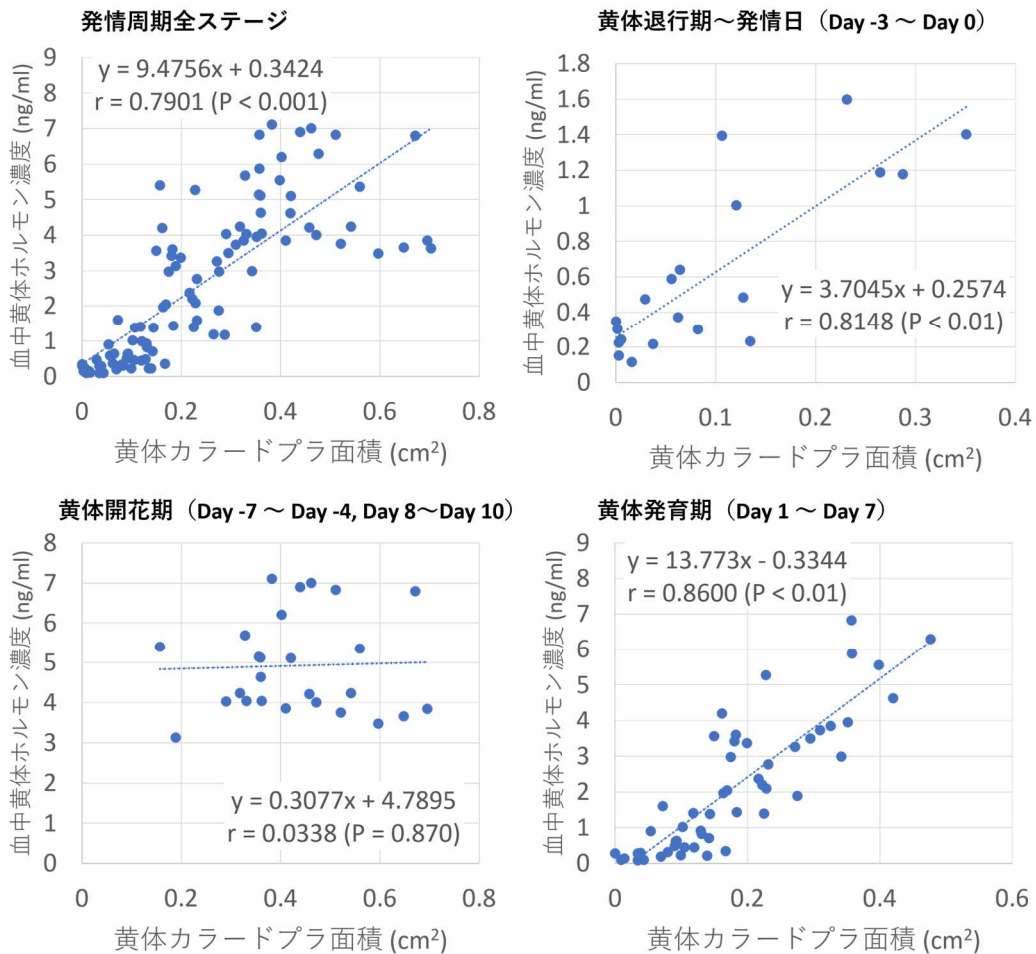 発情周期全ステージ
血中黄体ホルモン濃度 (ng/ml)
9
8
7
6
5
4
3
2
1
0
y = 9.4756x + 0.3424
r = 0.7901 (P < 0.001)
0 0.2 0.4 0.6 0.8
黄体カラードプラ面積 (cm²)
黄体退行期～発情日（Day -3 ～ Day 0）
血中黄体ホルモン濃度 (ng/ml)
1.8
1.6
1.4
1.2
1
0.8
0.6
0.4
0.2
0
y = 3.7045x + 0.2574
r = 0.8148 (P < 0.01)
0 0.1 0.2 0.3 0.4
黄体カラードプラ面積 (cm²)
黄体開花期（Day -7 ～ Day -4, Day 8～Day 10）
血中黄体ホルモン濃度 (ng/ml)
8
7
6
5
4
3
2
1
0
y = 0.3077x + 4.7895
r = 0.0338 (P = 0.870)
0 0.2 0.4 0.6 0.8
黄体カラードプラ面積 (cm²)
黄体発育期（Day 1 ～ Day 7）
血中黄体ホルモン濃度 (ng/ml)
9
8
7
6
5
4
3
2
1
0
y = 13.773x - 0.3344
r = 0.8600 (P < 0.01)
0 0.2 0.4 0.6
黄体カラードプラ面積 (cm²)